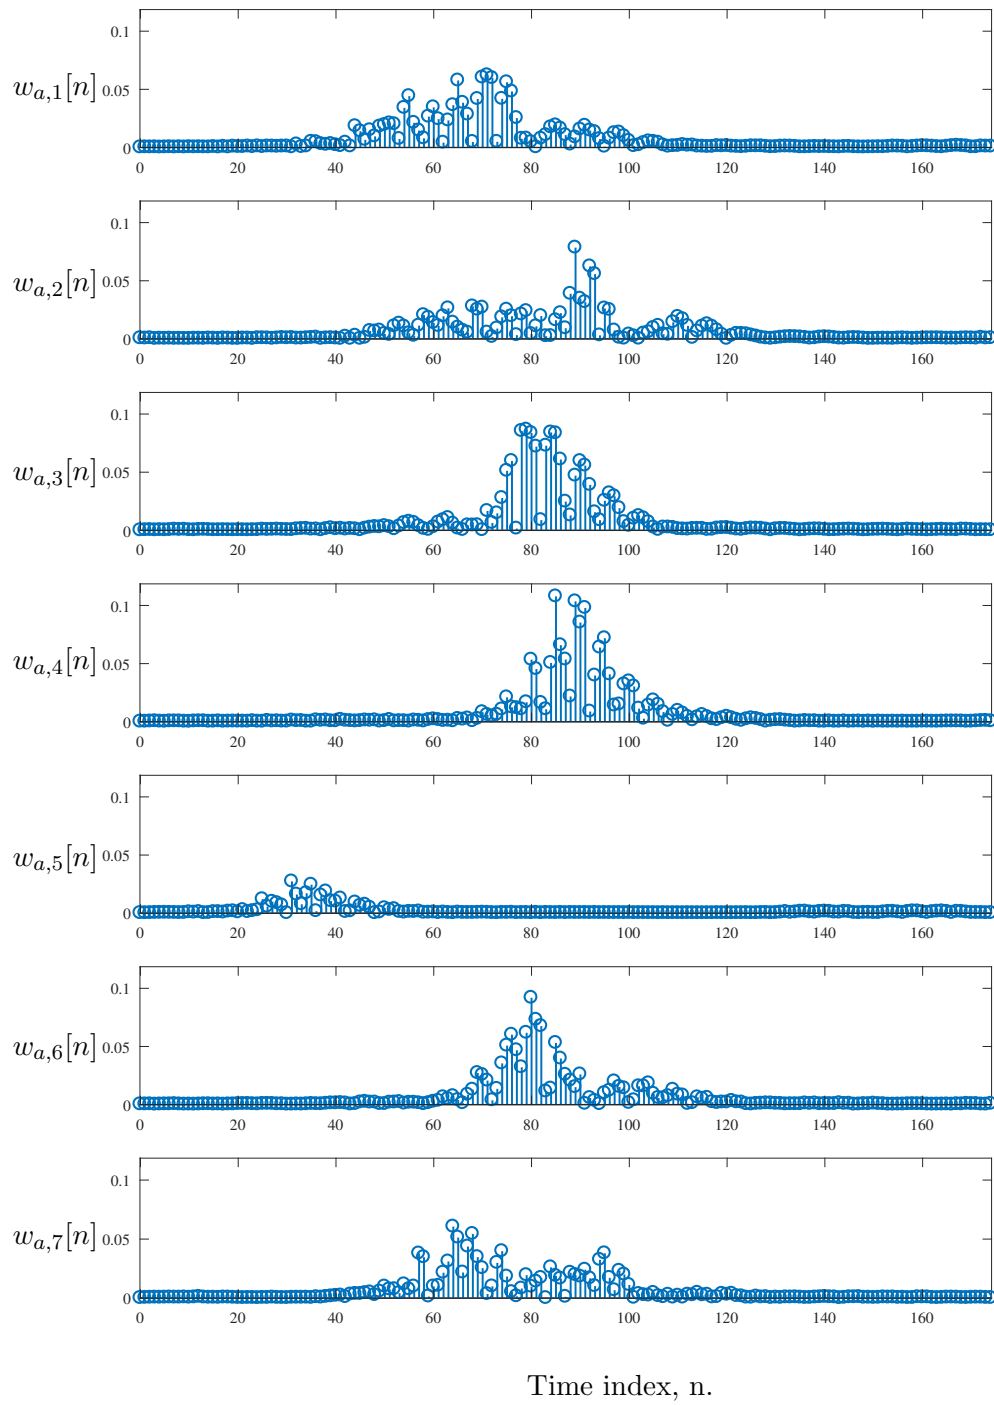 0.1
w_{a,1}[n] 0.05
0
0 20 40 60 80 100 120 140 160
0.1
w_{a,2}[n] 0.05
0
0 20 40 60 80 100 120 140 160
0.1
w_{a,3}[n] 0.05
0
0 20 40 60 80 100 120 140 160
0.1
w_{a,4}[n] 0.05
0
0 20 40 60 80 100 120 140 160
0.1
w_{a,5}[n] 0.05
0
0 20 40 60 80 100 120 140 160
0.1
w_{a,6}[n] 0.05
0
0 20 40 60 80 100 120 140 160
0.1
w_{a,7}[n] 0.05
0
0 20 40 60 80 100 120 140 160
Time index, n.